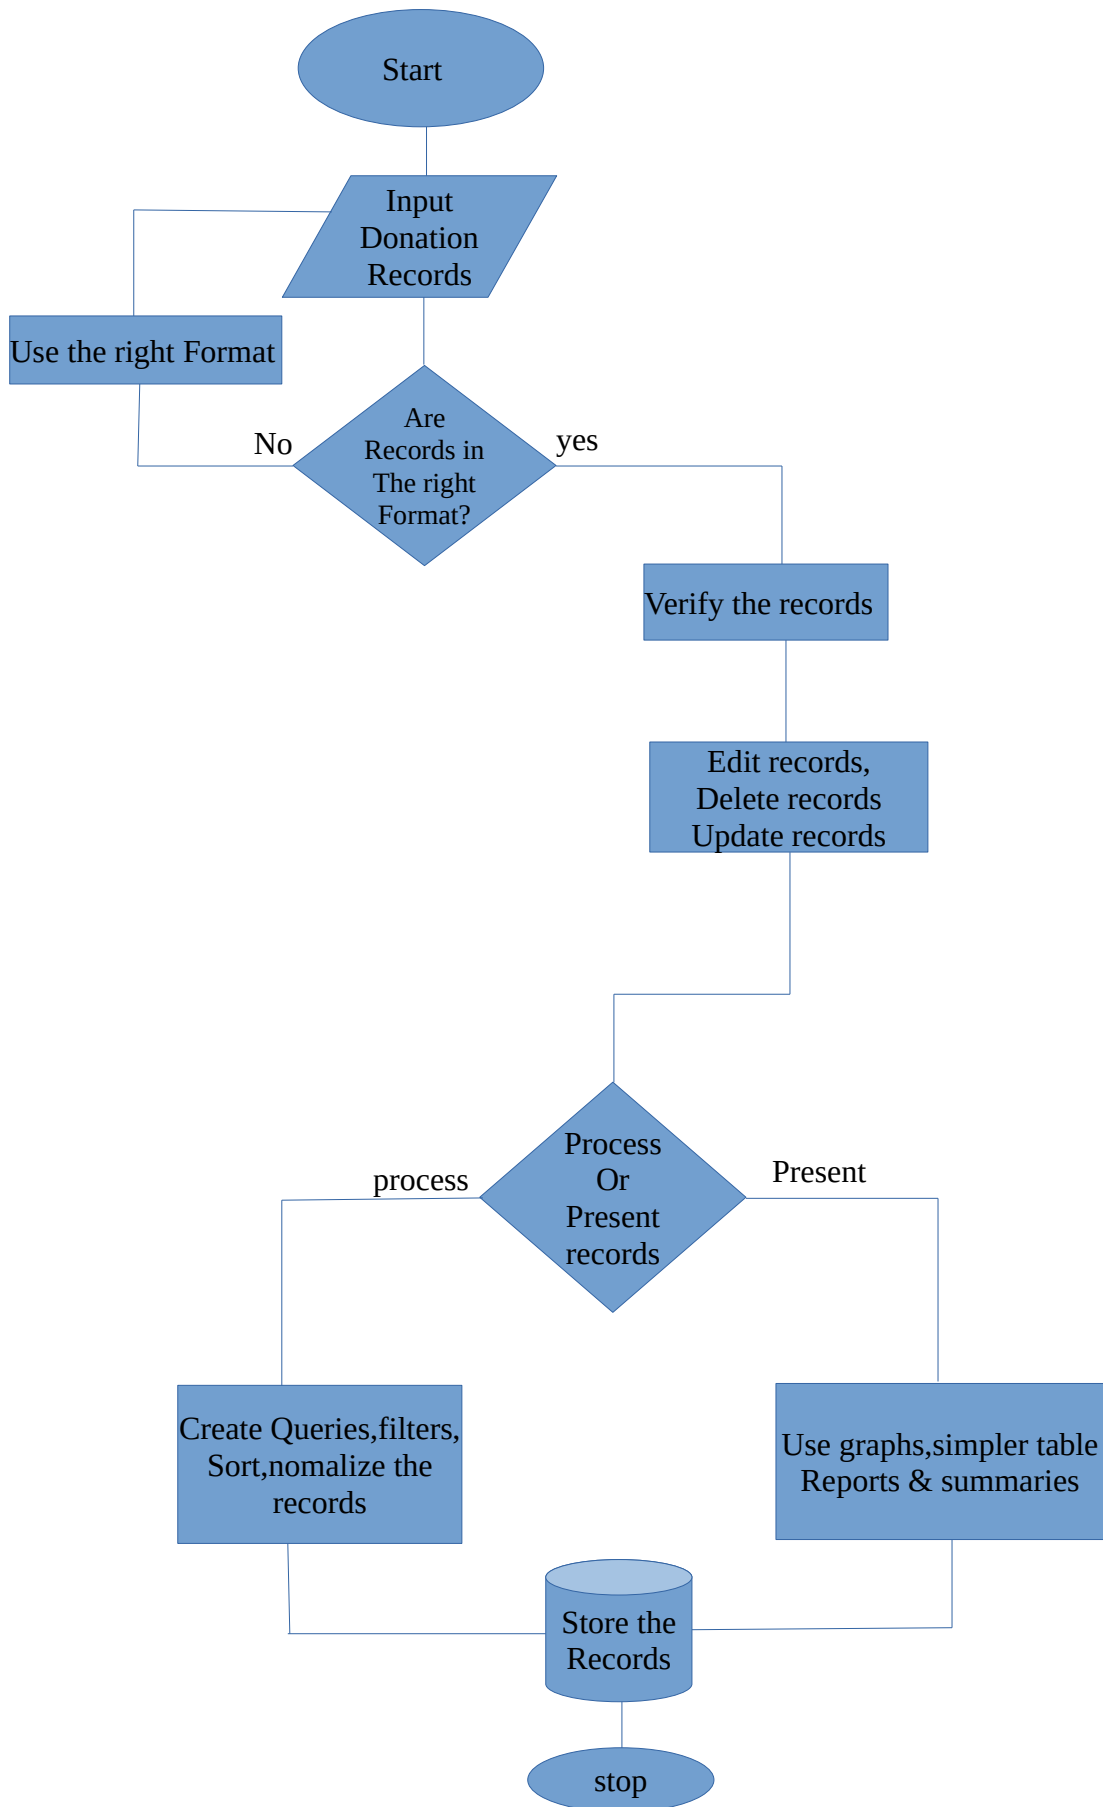 Start
Input
Donation
Records
Use the right Format
Are
Records in
The right
Format?
No
yes
Verify the records
Edit records,
Delete records
Update records
Process
Or
Present
records
process
Present
Create Queries,filters,
Sort,nomalize the
records
Use graphs,simpler table
Reports & summaries
Store the
Records
stop